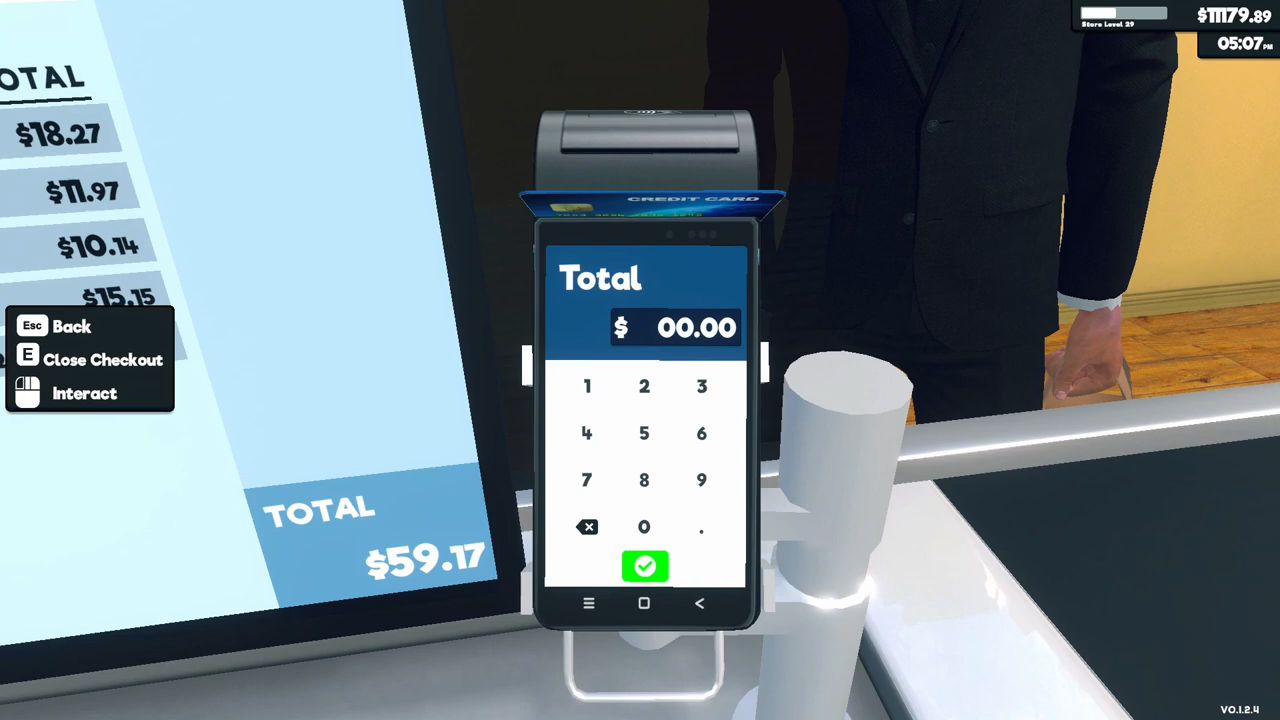 $11179.89
Store Level 29
05:07PM
OTAL
$18.27
$11.97
$10.14
$15.15
Esc Back
E Close Checkout
Interact
TOTAL
$59.17
CREDIT CARD
Total
$ 00.00
1 2 3
4 5 6
7 8 9
0 .
V0.1.2.4